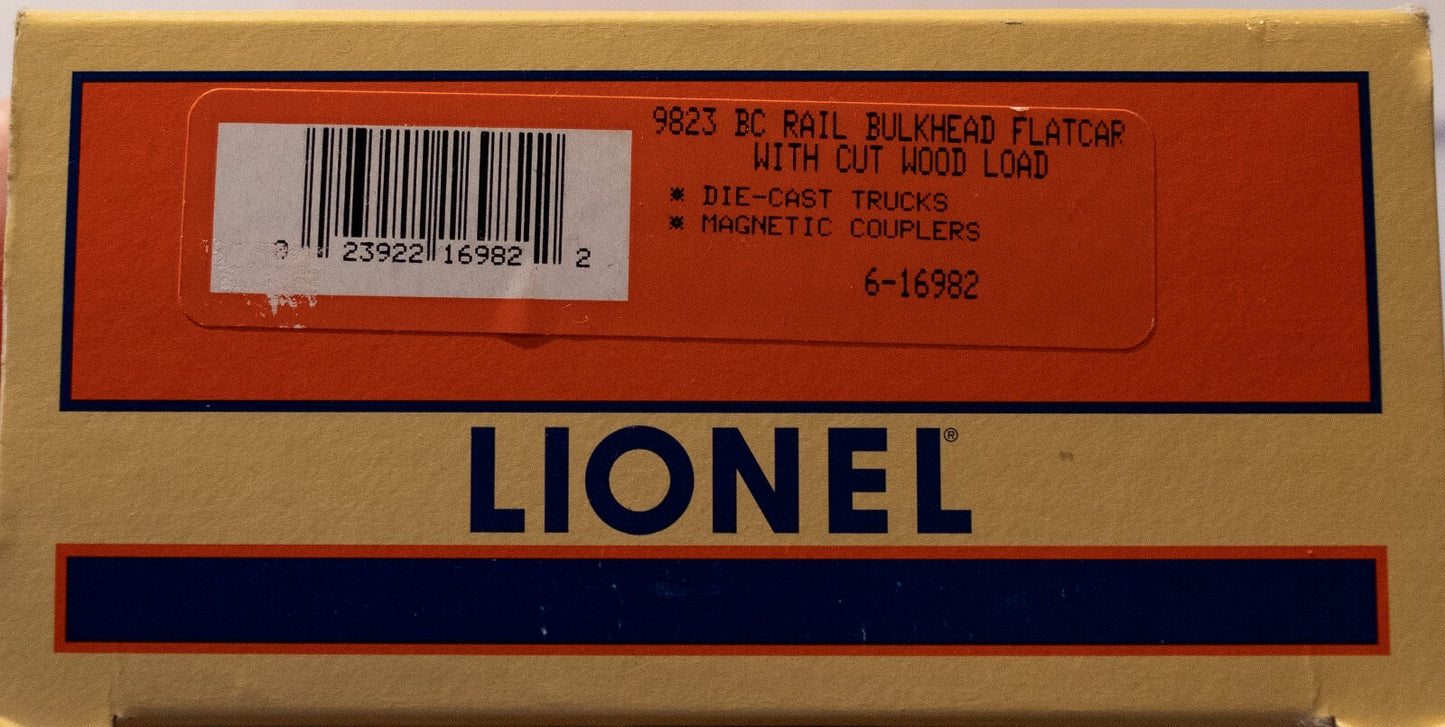 9823 BC RAIL BULKHEAD FLATCAR
WITH CUT WOOD LOAD
* DIE-CAST TRUCKS
* MAGNETIC COUPLERS
6-16982
0 23922 16982 2
LIONEL®